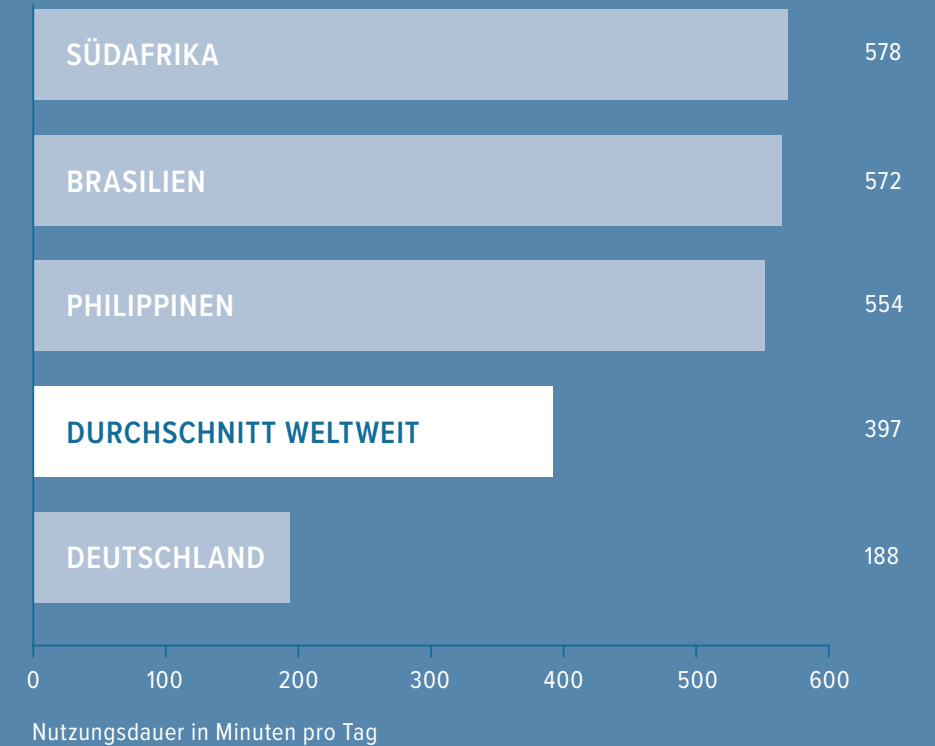 SÜDAFRIKA 578
BRASILIEN 572
PHILIPPINEN 554
DURCHSCHNITT WELTWEIT 397
DEUTSCHLAND 188
0 100 200 300 400 500 600
Nutzungsdauer in Minuten pro Tag